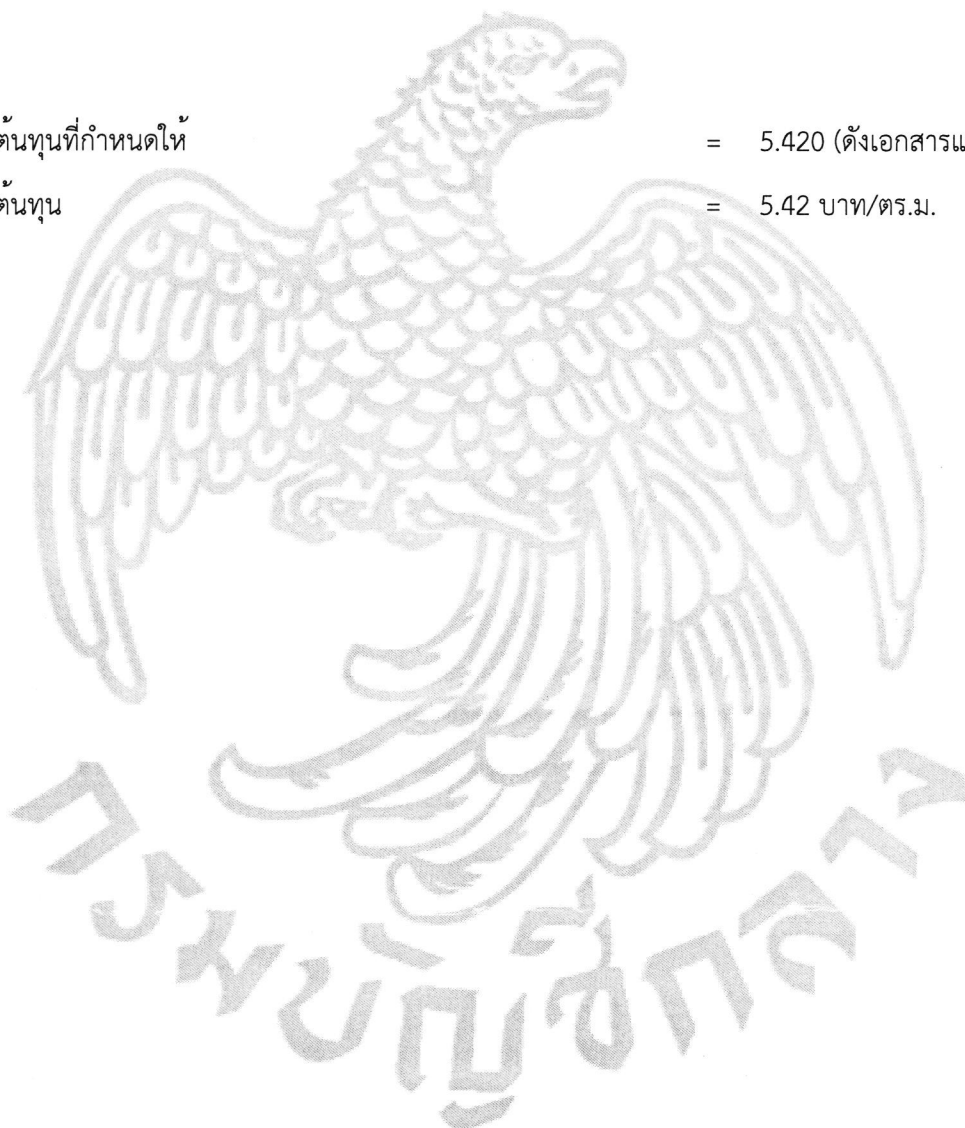 ต้นทุนที่กำหนดให้ = 5.420 (ดังเอกสารแ
ต้นทุน = 5.42 บาท/ตร.ม.
กรมบัญชีกลาง